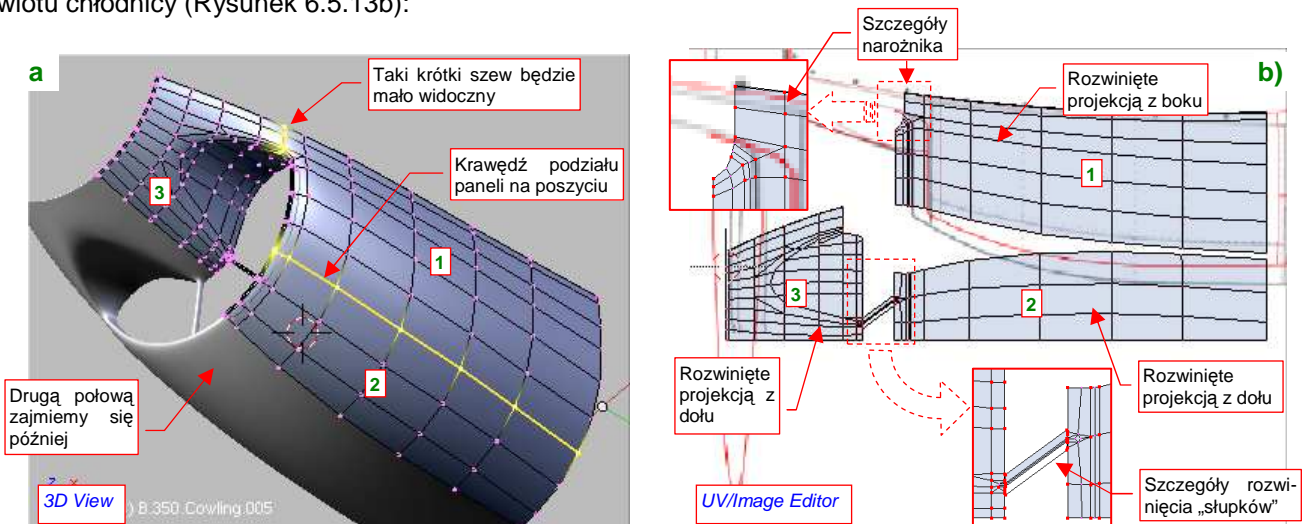 wlotu chłodnicy (Rysunek 6.5.13b):
a
Taki krótki szew będzie
mało widoczny
Krawędź podziału
paneli na poszyciu
3
1
2
Drugą połową
zajmiemy się
później
3D View
) B.350.Cowling.005
Szczegóły
narożnika
b)
Rozwinięte
projekcją z boku
1
3
2
Rozwinięte
projekcją z
dołu
Rozwinięte
projekcją z dołu
UV/Image Editor
Szczegóły rozwi-
nięcia „słupków”